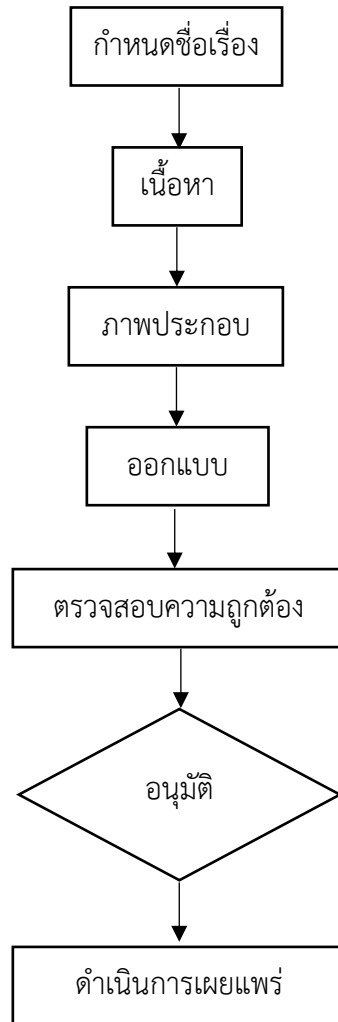 กำหนดชื่อเรื่อง
เนื้อหา
ภาพประกอบ
ออกแบบ
ตรวจสอบความถูกต้อง
อนุมัติ
ดำเนินการเผยแพร่